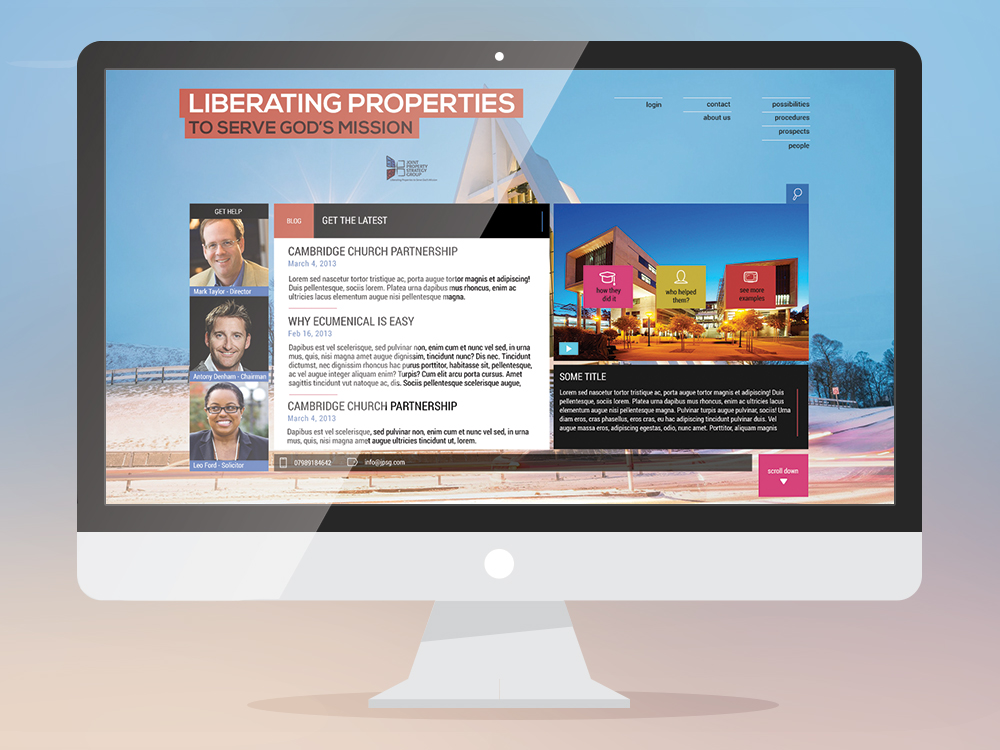 LIBERATING PROPERTIES
TO SERVE GOD'S MISSION
login
contact
about us
possibilities
procedures
prospects
people
JOINT
PROPERTY
STRATEGY
GROUP
GET HELP
Mark Taylor - Director
Antony Denham - Chairman
Leo Ford - Solicitor
BLOG
GET THE LATEST
CAMBRIDGE CHURCH PARTNERSHIP
March 4, 2013
Lorem sed nascetur tortor tristique ac, porta augue tortor magnis et adipiscing!
Duis pellentesque, sociis lorem. Platea urna dapibus mus rhoncus, enim ac
ultricies lacus elementum augue nisi pellentesque magna.
WHY ECUMENICAL IS EASY
Feb 16, 2013
Dapibus est vel scelerisque, sed pulvinar non, enim cum et nunc wel sed, in urna
mus, quis, nisi magna amet augue dignissim, tincidunt nunc? Dis nec. Tincidunt
dictumst, nec dignissim rhoncus hac purus porttitor, habitasse sit, pellentesque,
ac vel augue integer aliquam enim? Turpis? Cum elit arcu porta cursus. Amet
sagittis tincidunt vut natoque ac, dis. Sociis pellentesque scelerisque augue,
CAMBRIDGE CHURCH PARTNERSHIP
March 4, 2013
Dapibus est vel scelerisque, sed pulvinar non, enim cum et nunc vel sed, in urna
mus, quis, nisi magna amet augue ultricies tincidunt ut, lorem.
how they
did it
who helped
them?
see more
examples
SOME TITLE
Lorem sed nascetur tortor tristique ac, porta augue tortor magnis et adipiscing! Duis
pellentesque, sociis lorem. Platea urna dapibus mus rhoncus, enim ac ultricies lacus
elementum augue nisi pellentesque magna. Pulvinar turpis augue pulvinar, sociis! Urna
diam eros, cras phasellus, eros cras, eu hac adipiscing tincidunt pulvinar duis. Vel
augue massa eros, adipiscing egestas, odio, nunc amet. Porttitor, aliquam magnis
07989184642
info@jpsg.com
scroll down